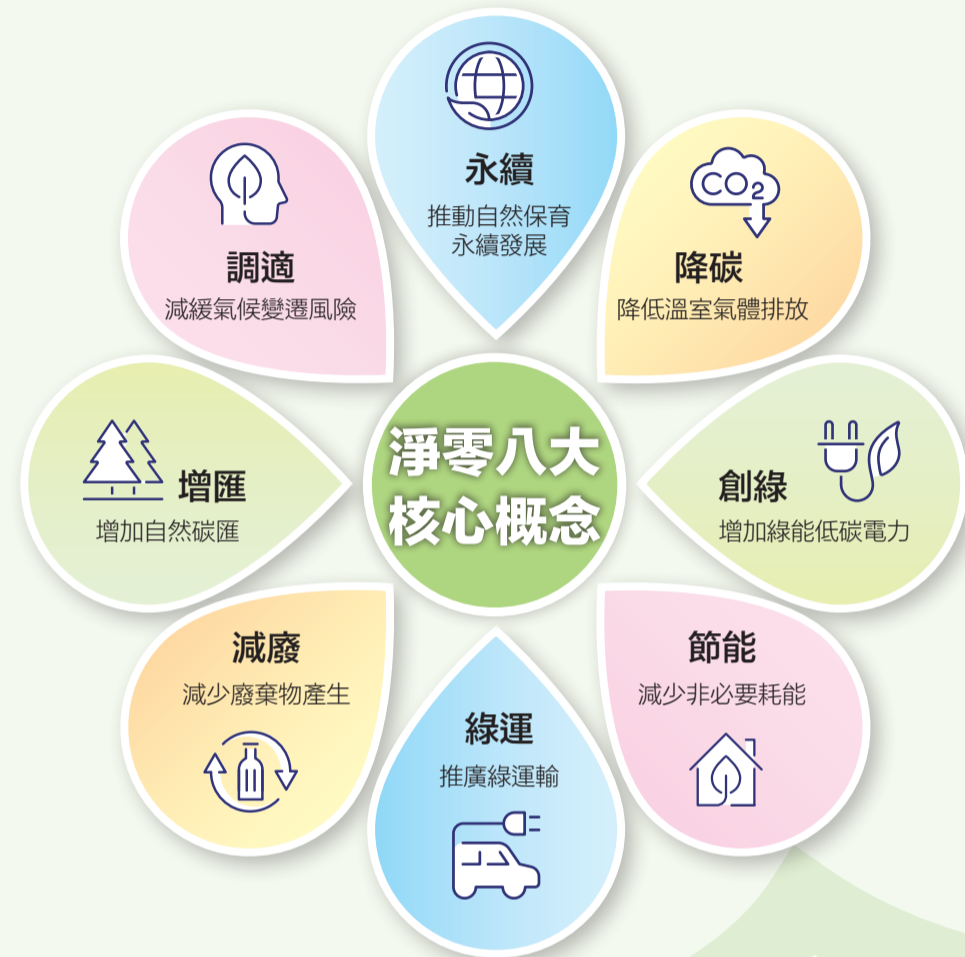 永續
推動自然保育
永續發展
CO2
降碳
降低溫室氣體排放
調適
減緩氣候變遷風險
淨零八大
核心概念
增匯
增加自然碳匯
創綠
增加綠能低碳電力
減廢
減少廢棄物產生
節能
減少非必要耗能
綠運
推廣綠運輸